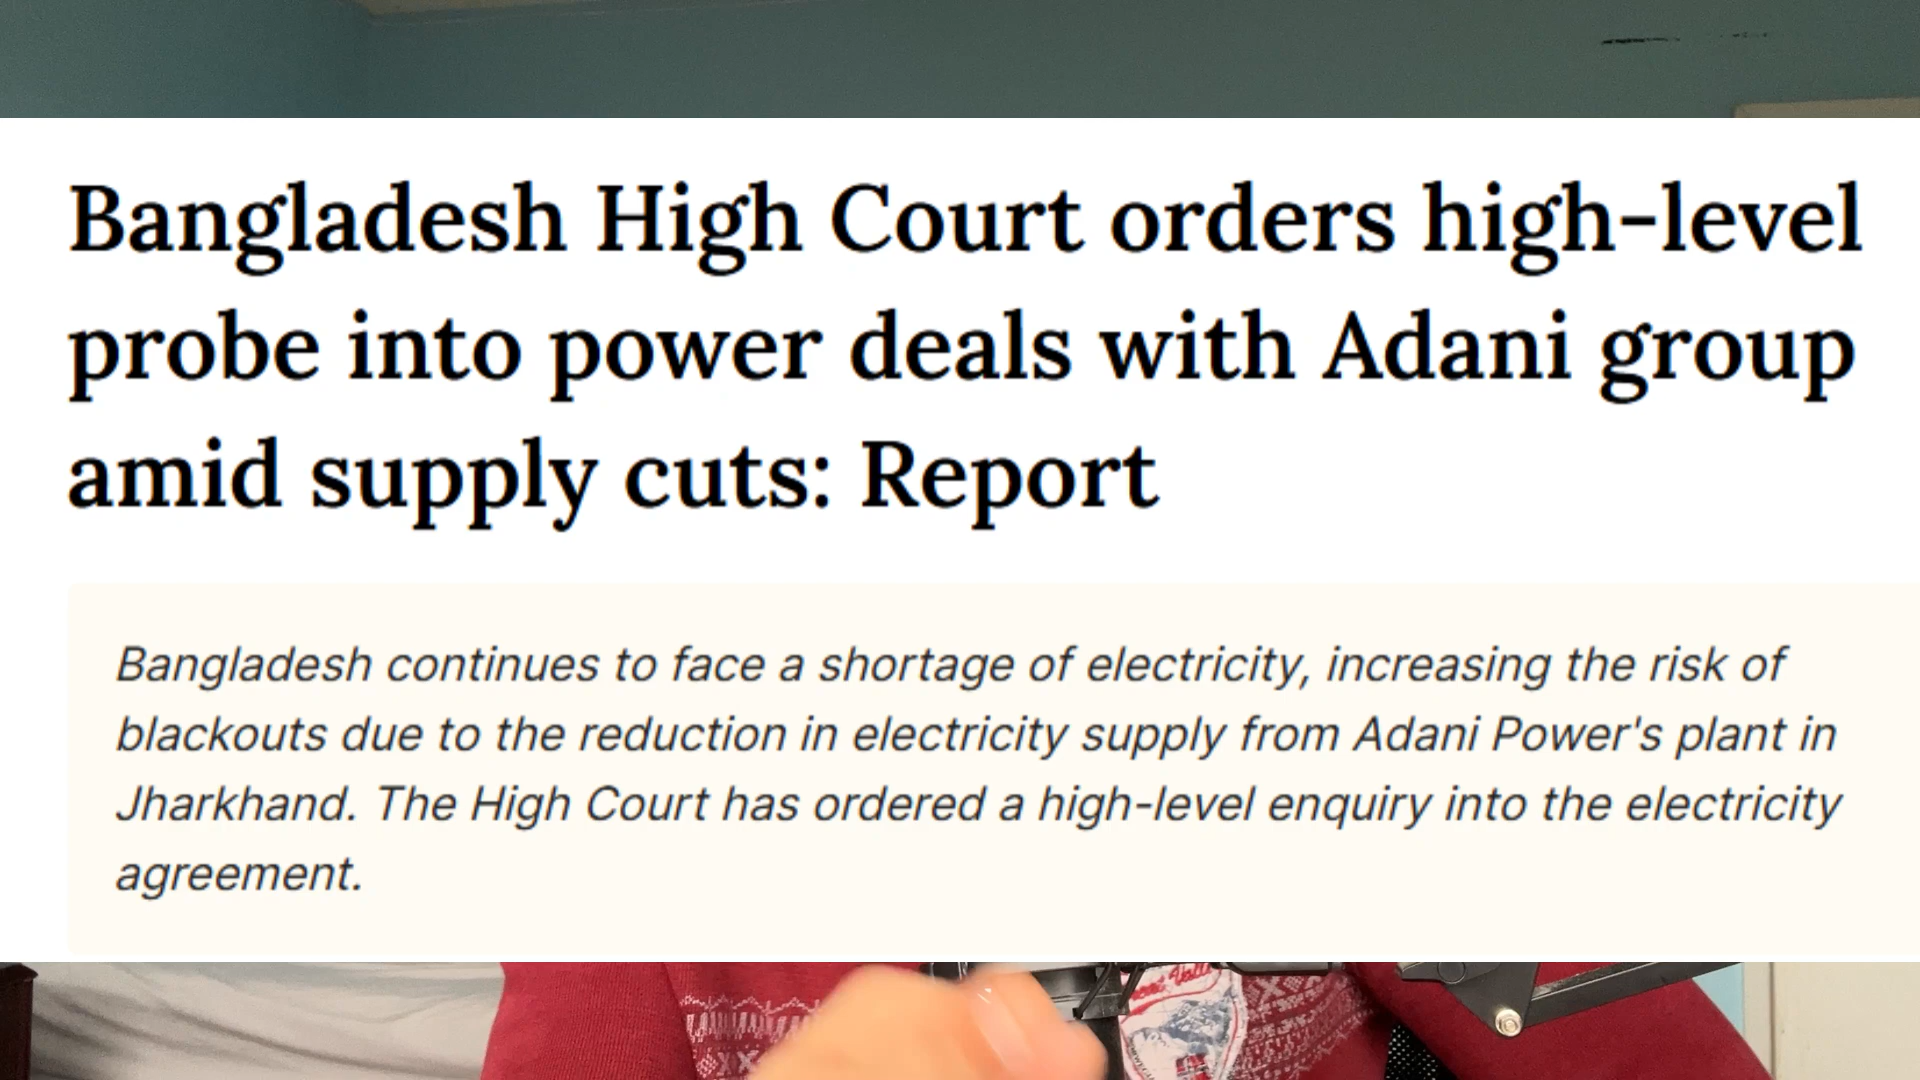 Bangladesh High Court orders high-level
probe into power deals with Adani group
amid supply cuts: Report
Bangladesh continues to face a shortage of electricity, increasing the risk of
blackouts due to the reduction in electricity supply from Adani Power's plant in
Jharkhand. The High Court has ordered a high-level enquiry into the electricity
agreement.